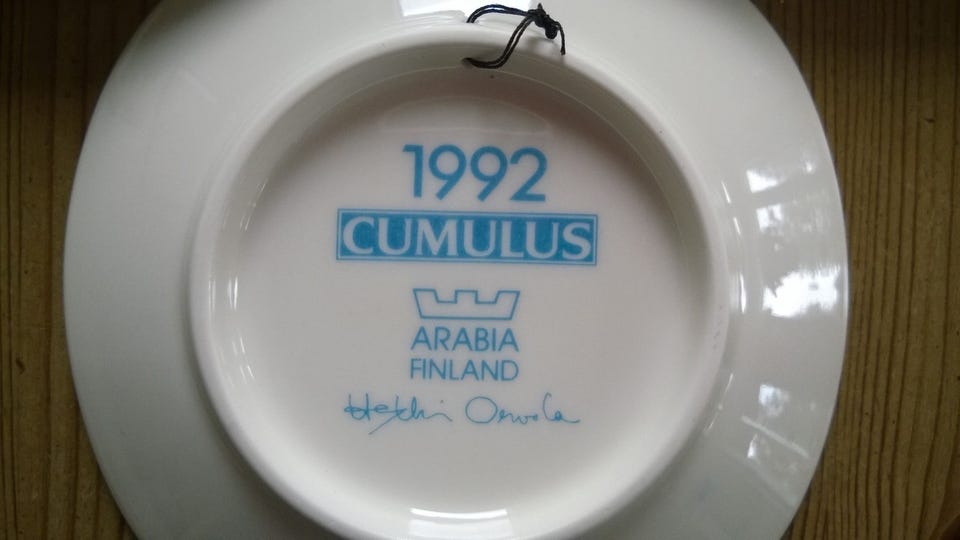 1992
CUMULUS
ARABIA
FINLAND
Heikki Orvola